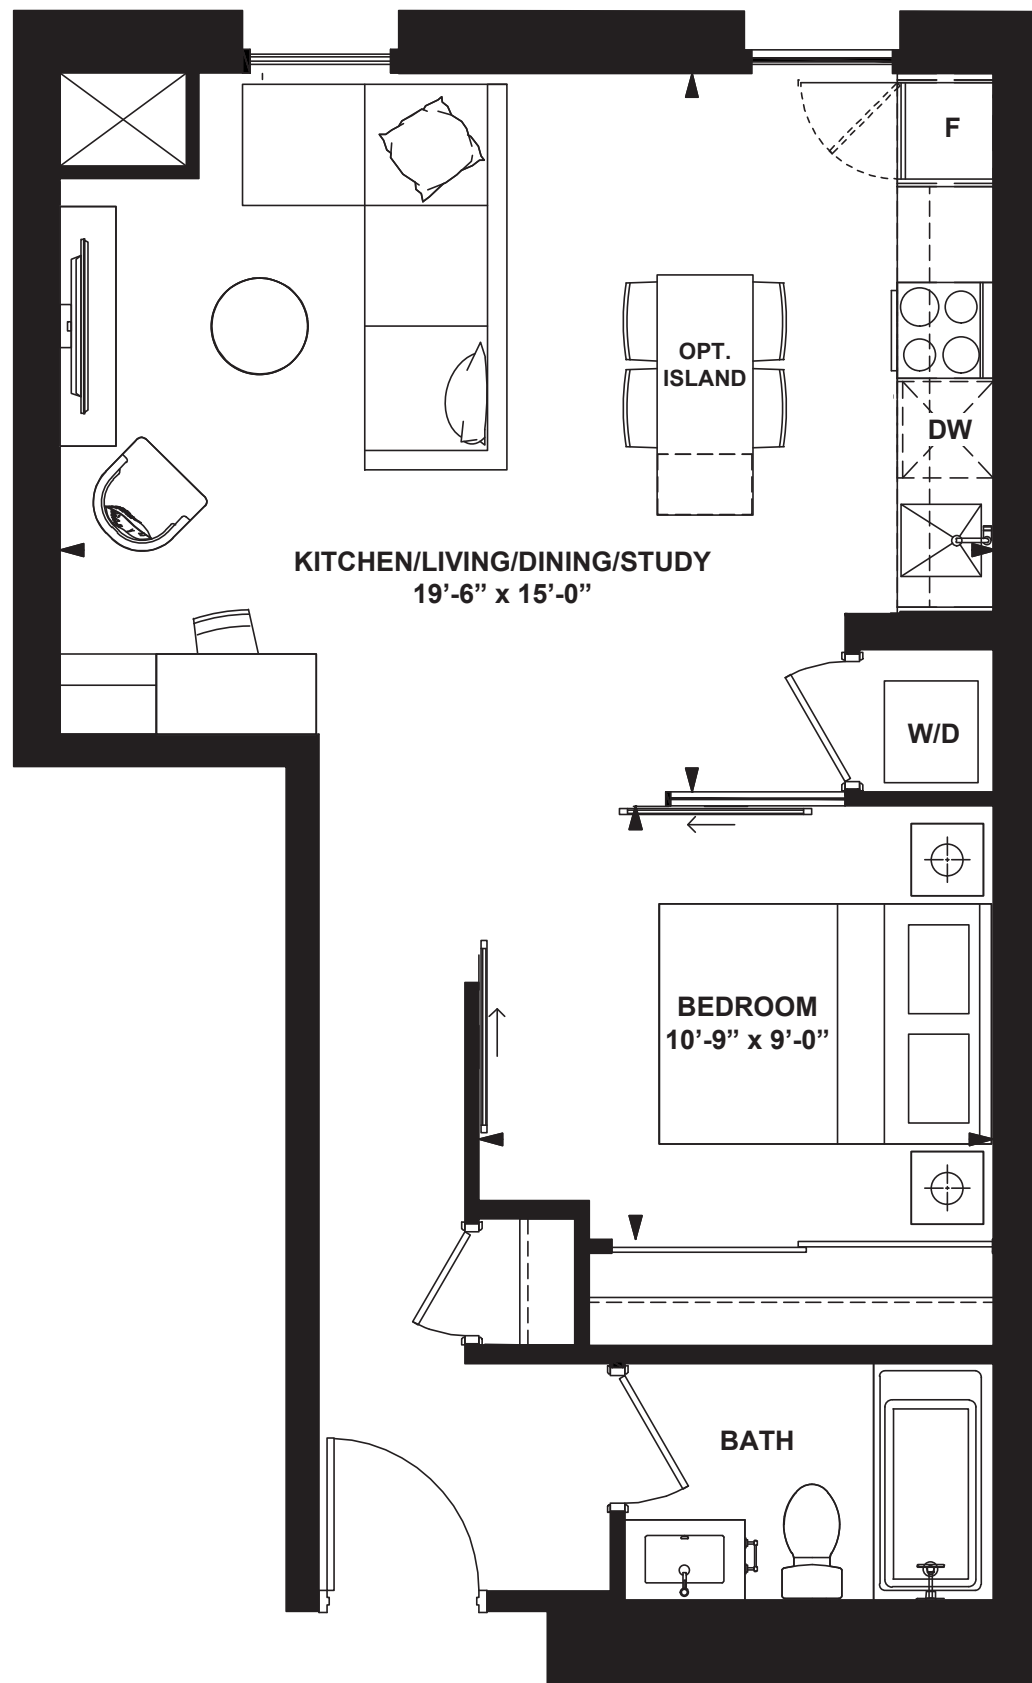 F
OPT.
ISLAND
DW
KITCHEN/LIVING/DINING/STUDY
19’-6” x 15’-0”
W/D
BEDROOM
10’-9” x 9’-0”
BATH